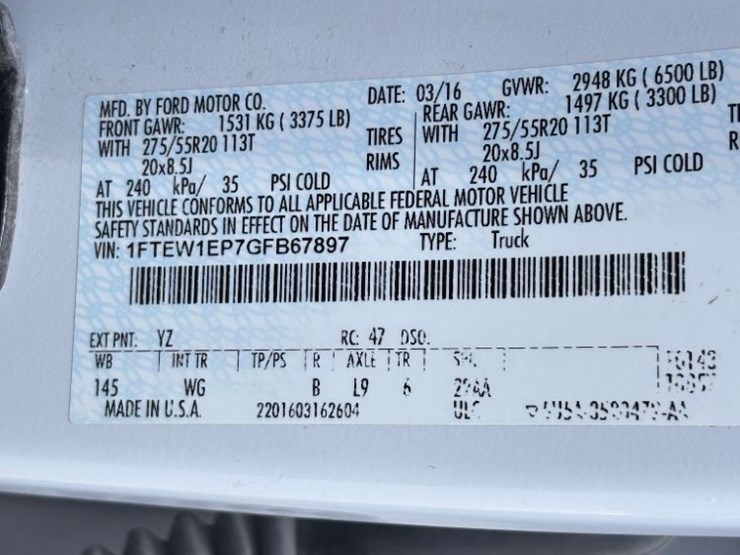 MFD. BY FORD MOTOR CO. DATE: 03/16 GVWR: 2948 KG ( 6500 LB)
FRONT GAWR: 1531 KG ( 3375 LB) REAR GAWR: 1497 KG ( 3300 LB)
WITH 275/55R20 113T TIRES WITH 275/55R20 113T
20x8.5J RIMS 20x8.5J
AT 240 kPa/ 35 PSI COLD AT 240 kPa/ 35 PSI COLD
THIS VEHICLE CONFORMS TO ALL APPLICABLE FEDERAL MOTOR VEHICLE
SAFETY STANDARDS IN EFFECT ON THE DATE OF MANUFACTURE SHOWN ABOVE.
VIN: 1FTEW1EP7GFB67897 TYPE: Truck
EXT PNT: YZ RC: 47 DSO:
WB INT TR TP/PS R AXLE TR
145 WG B L9 6
MADE IN U.S.A. 2201603162604